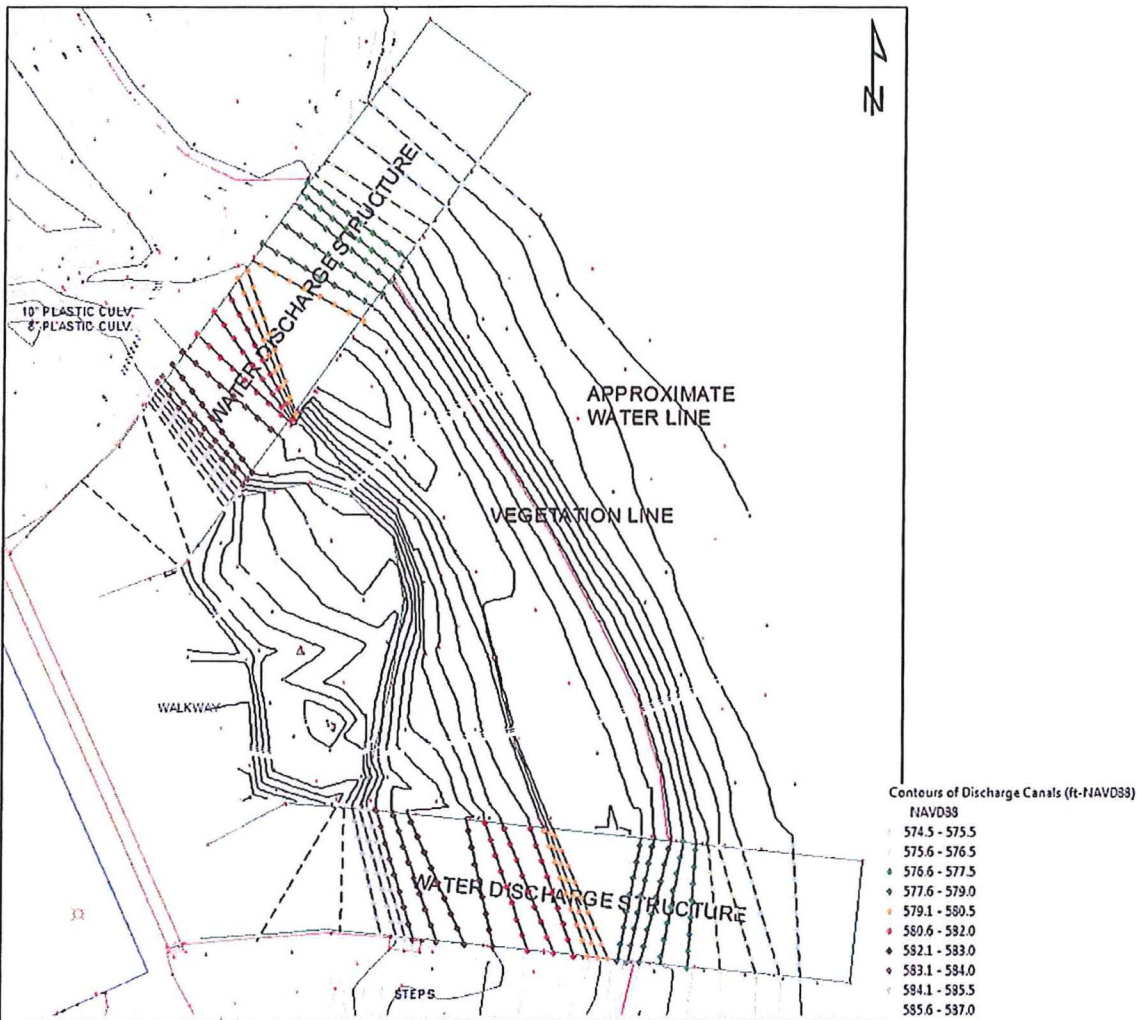 N
WATER DISCHARGE STRUCTURE
10" PLASTIC CULV.
8" PLASTIC CULV.
APPROXIMATE
WATER LINE
VEGETATION LINE
WALKWAY
WATER DISCHARGE STRUCTURE
STEPS
Contours of Discharge Canals (ft-NAVD88)
NAVD88
574.5 - 575.5
575.6 - 576.5
576.6 - 577.5
577.6 - 579.0
579.1 - 580.5
580.6 - 582.0
582.1 - 583.0
583.1 - 584.0
584.1 - 585.5
585.6 - 587.0